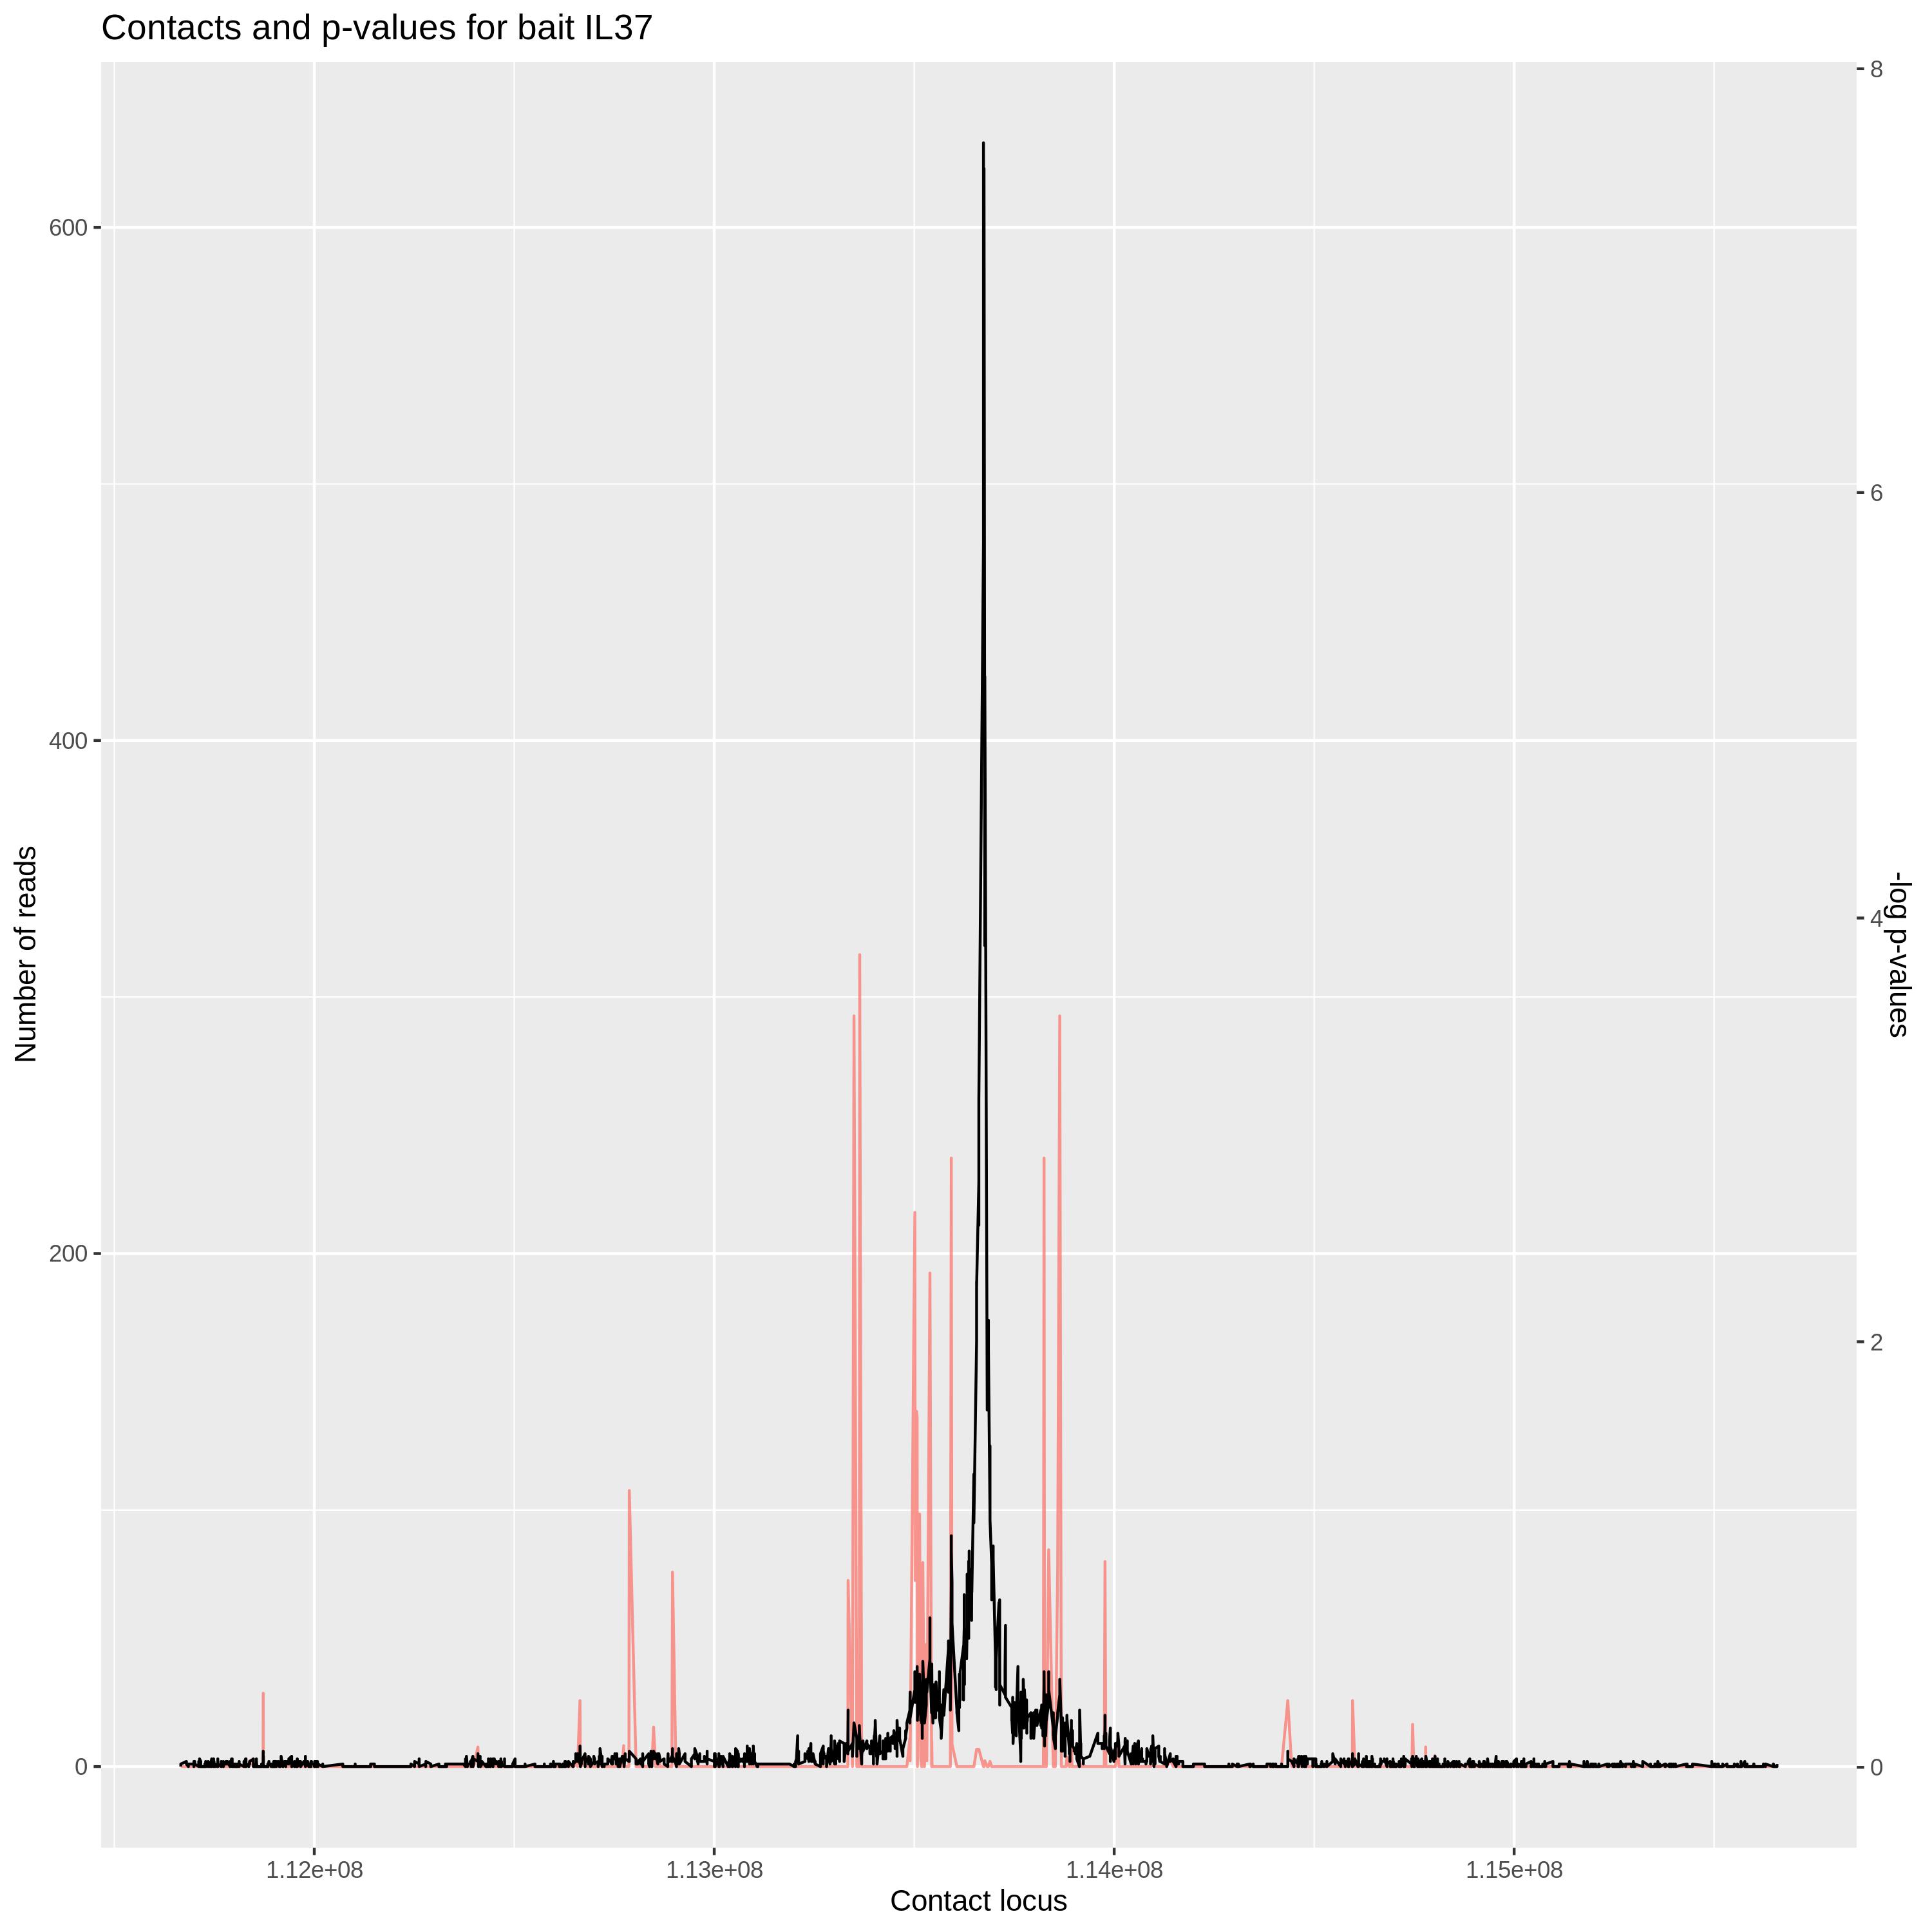 Contacts and p-values for bait IL37
8
600
6
400
4
200
2
0
0
Number of reads
-log p-values
1.12e+08
1.13e+08
1.14e+08
1.15e+08
Contact locus